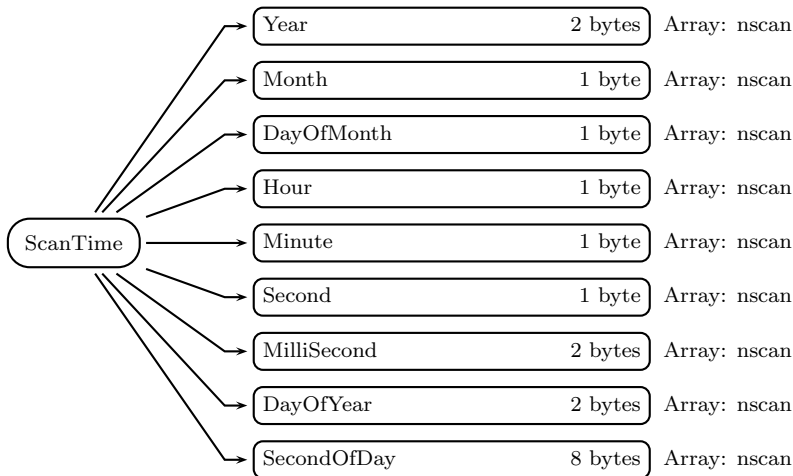 Year 2 bytes Array: nscan
Month 1 byte Array: nscan
DayOfMonth 1 byte Array: nscan
Hour 1 byte Array: nscan
ScanTime Minute 1 byte Array: nscan
Second 1 byte Array: nscan
MilliSecond 2 bytes Array: nscan
DayOfYear 2 bytes Array: nscan
SecondOfDay 8 bytes Array: nscan